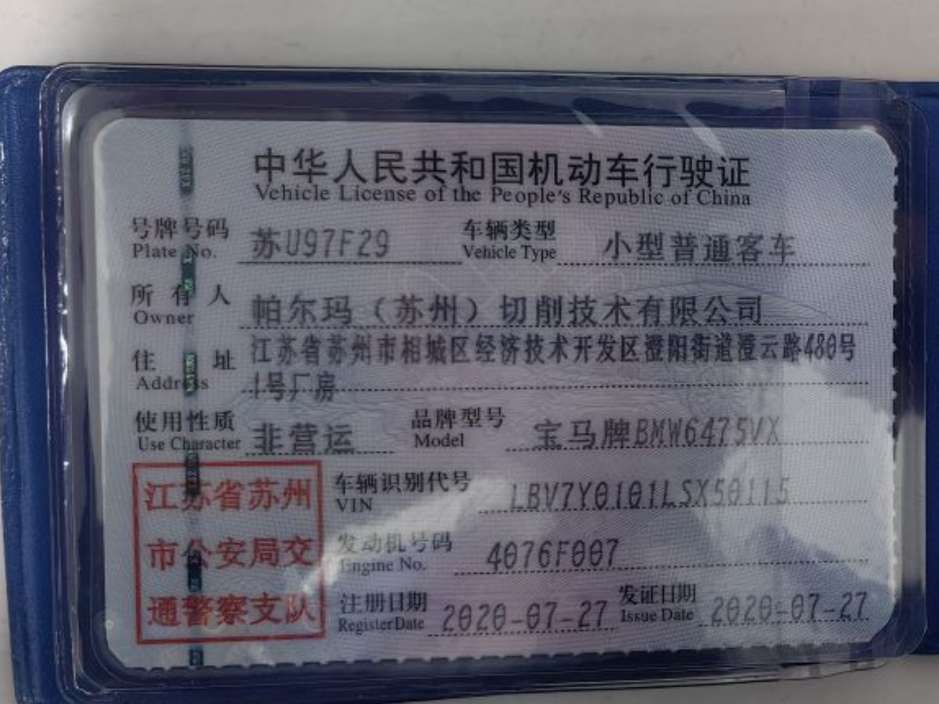 中华人民共和国机动车行驶证
Vehicle License of the People's Republic of China
号牌号码 苏U97F29 车辆类型 小型普通客车
Plate No. Vehicle Type
所有人 帕尔玛（苏州）切削技术有限公司
Owner
住址 江苏省苏州市相城区经济技术开发区澄阳街道澄云路480号
Address 1号厂房
使用性质 非营运 品牌型号 宝马牌BMW6475VX
Use Character Model
江苏省苏州 车辆识别代号 LBV7Y0101LSX50115
VIN
市公安局交 发动机号码 4076F007
Engine No.
通警察支队 注册日期 2020-07-27 发证日期 2020-07-27
Register Date Issue Date